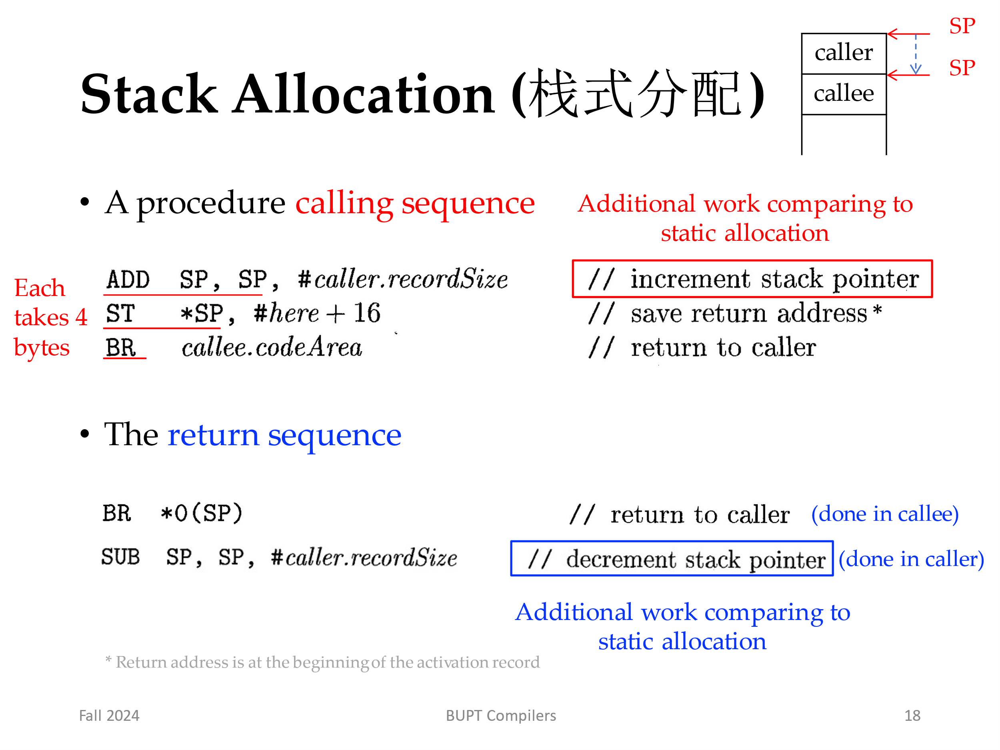 SP
caller
SP
callee
Stack Allocation (栈式分配)
• A procedure calling sequence
Additional work comparing to
static allocation
Each
takes 4
bytes
ADD SP, SP, #caller.recordSize // increment stack pointer
ST *SP, #here + 16 // save return address *
BR callee.codeArea // return to caller
• The return sequence
BR *0(SP) // return to caller (done in callee)
SUB SP, SP, #caller.recordSize // decrement stack pointer (done in caller)
Additional work comparing to
static allocation
* Return address is at the beginning of the activation record
Fall 2024 BUPT Compilers 18